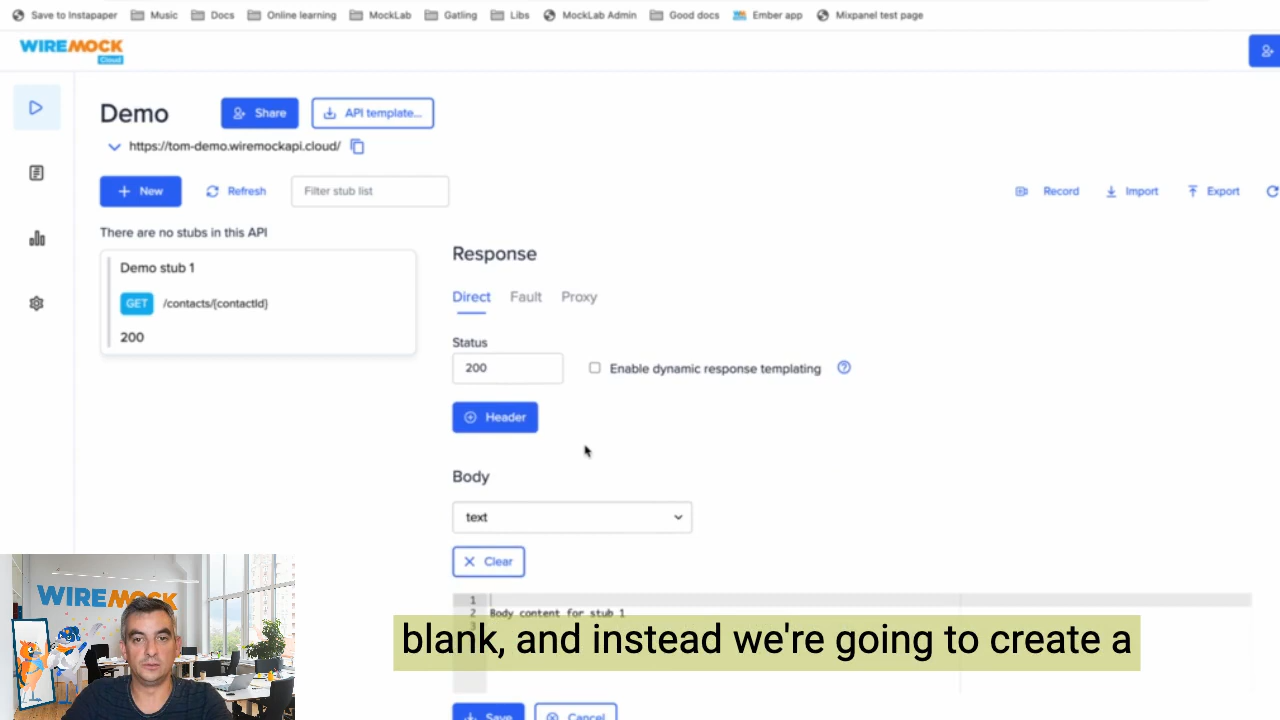 Save to Instapaper Music Docs Online learning MockLab Gatling Libs MockLab Admin Good docs Ember app Mixpanel test page
WIREMOCK
Cloud
Demo Share API template...
https://tom-demo.wiremockapi.cloud/
New Refresh Filter stub list Record Import Export
There are no stubs in this API
Demo stub 1
GET /contacts/{contactId}
200
Response
Direct Fault Proxy
Status
200 Enable dynamic response templating
Header
Body
text
Clear
1
2 Body content for stub 1
3
blank, and instead we're going to create a
Save Cancel
WIREMOCK